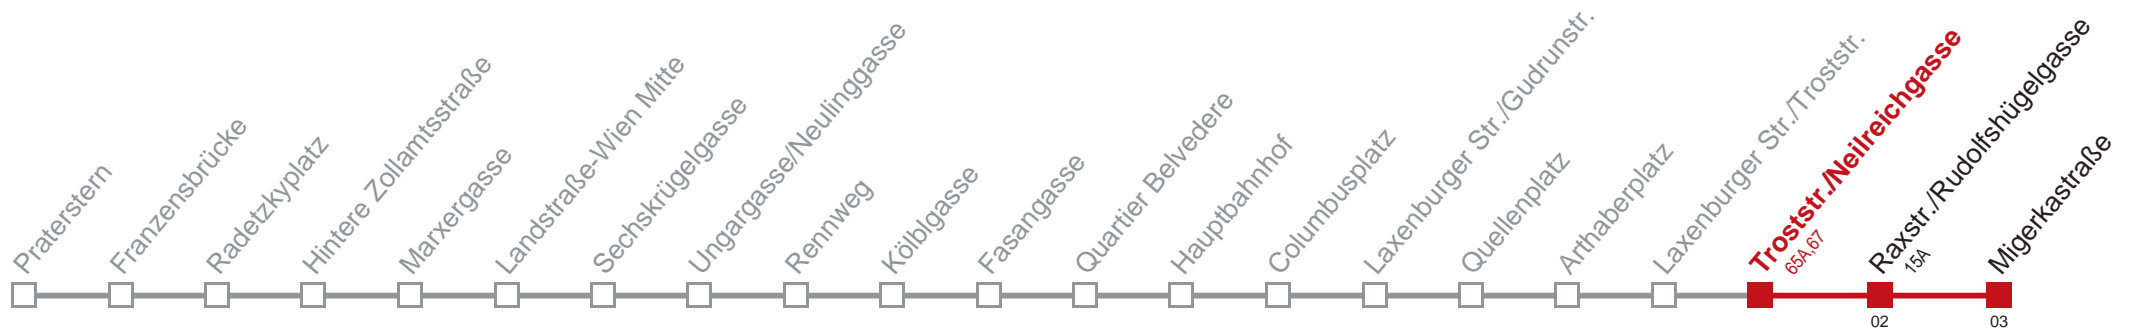 Praterstern
Franzensbrücke
Radetzkyplatz
Hintere Zollamtsstraße
Marxergasse
Landstraße-Wien Mitte
Sechskrügelgasse
Ungargasse/Neulinggasse
Rennweg
Kölblgasse
Fasangasse
Quartier Belvedere
Hauptbahnhof
Columbusplatz
Laxenburger Str./Gudrunstr.
Quellenplatz
Arthaberplatz
Laxenburger Str./Troststr.
Troststr./Neilreichgasse
65A,67
Raxstr./Rudolfshügelgasse
15A
Migerkastraße
02
03